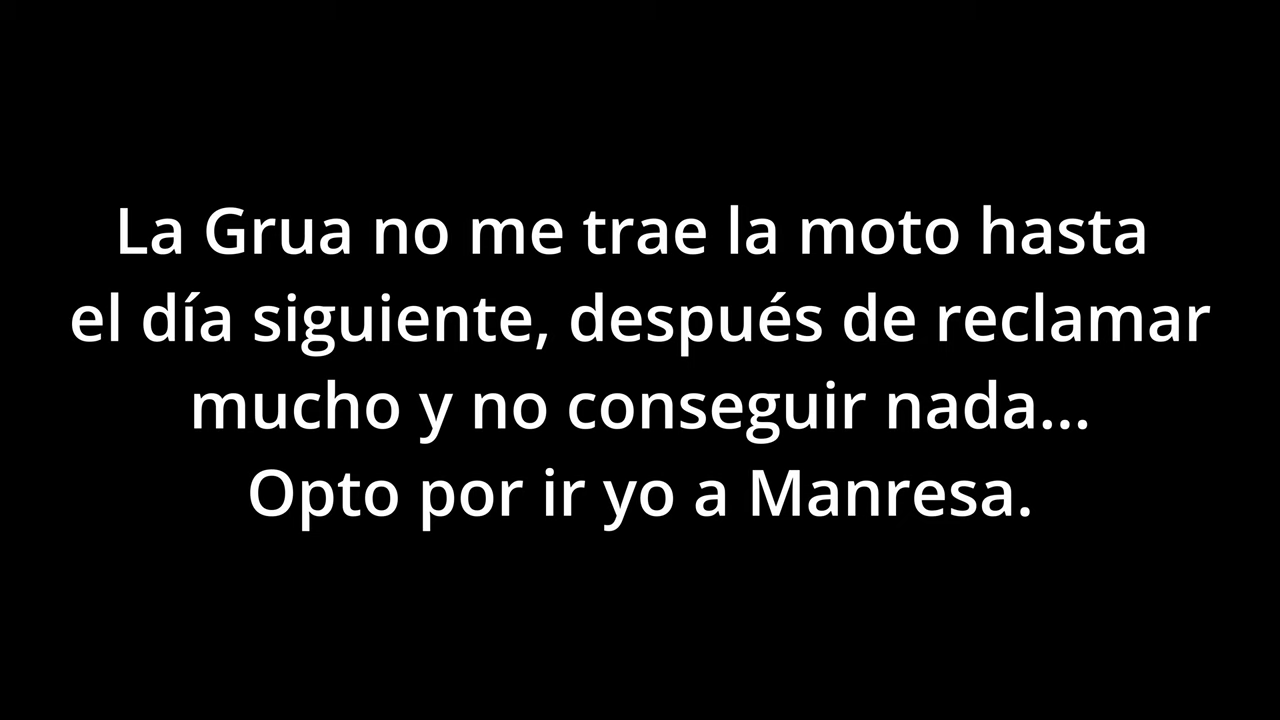 La Grua no me trae la moto hasta
el día siguiente, después de reclamar
mucho y no conseguir nada...
Opto por ir yo a Manresa.